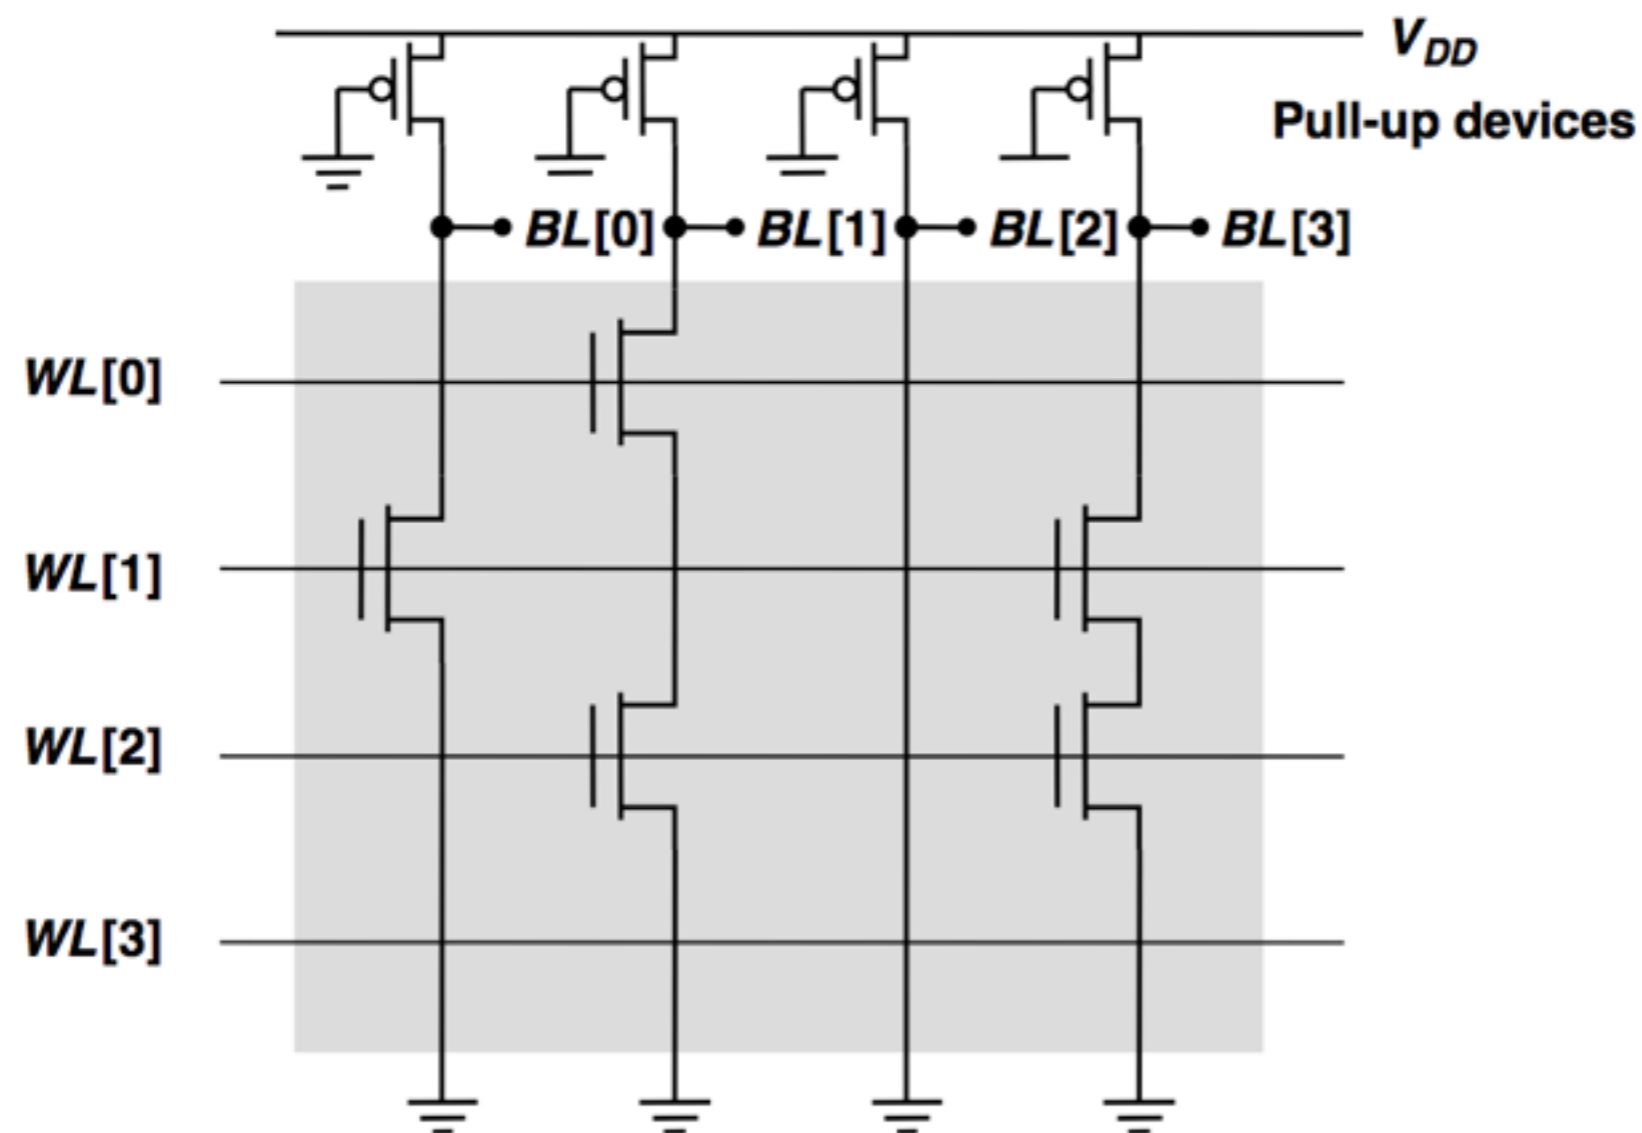 V_DD
Pull-up devices
BL[0] BL[1] BL[2] BL[3]
WL[0]
WL[1]
WL[2]
WL[3]